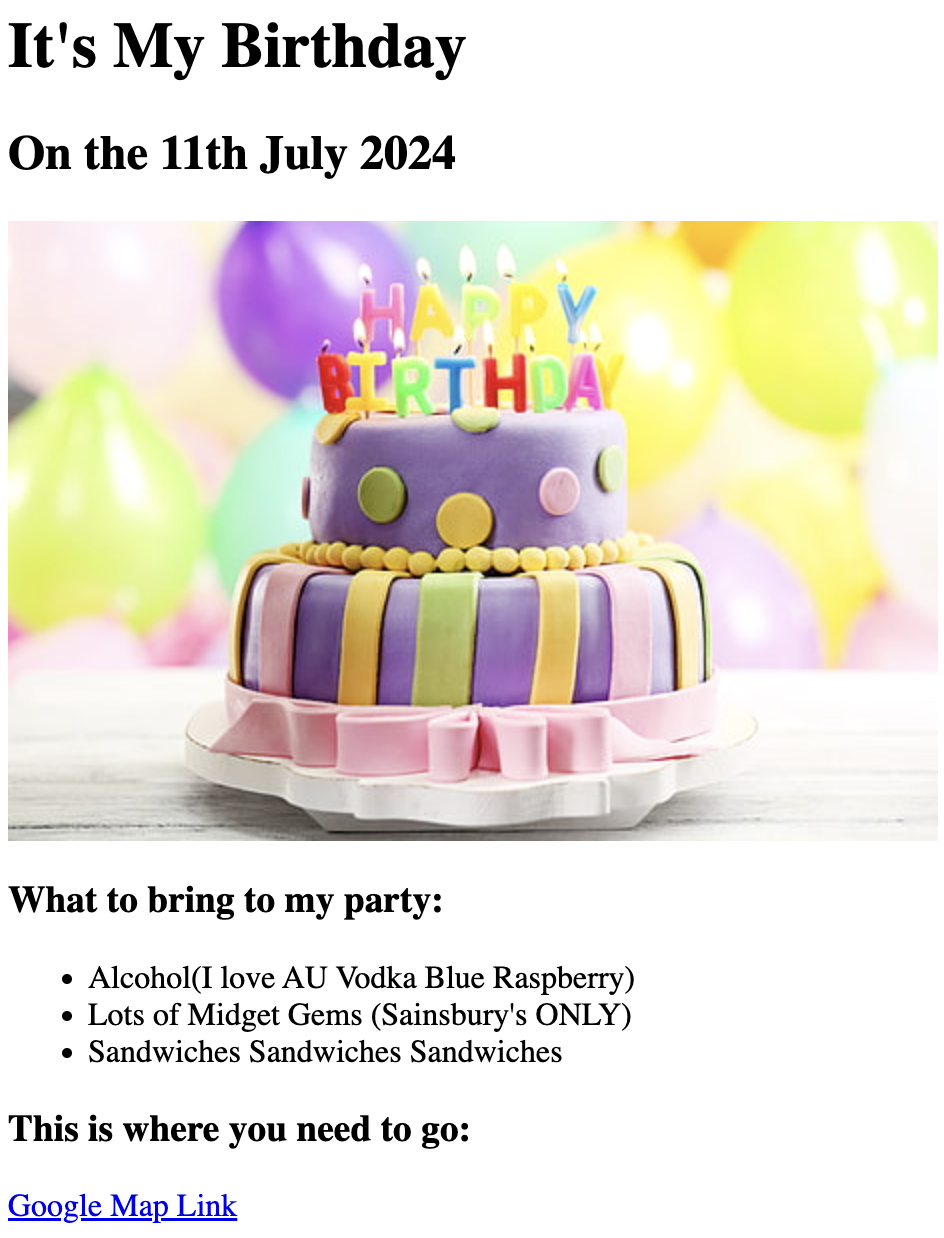 It's My Birthday
On the 11th July 2024
HAPPY
BIRTHDAY
What to bring to my party:
Alcohol(I love AU Vodka Blue Raspberry)
Lots of Midget Gems (Sainsbury's ONLY)
Sandwiches Sandwiches Sandwiches
This is where you need to go:
Google Map Link